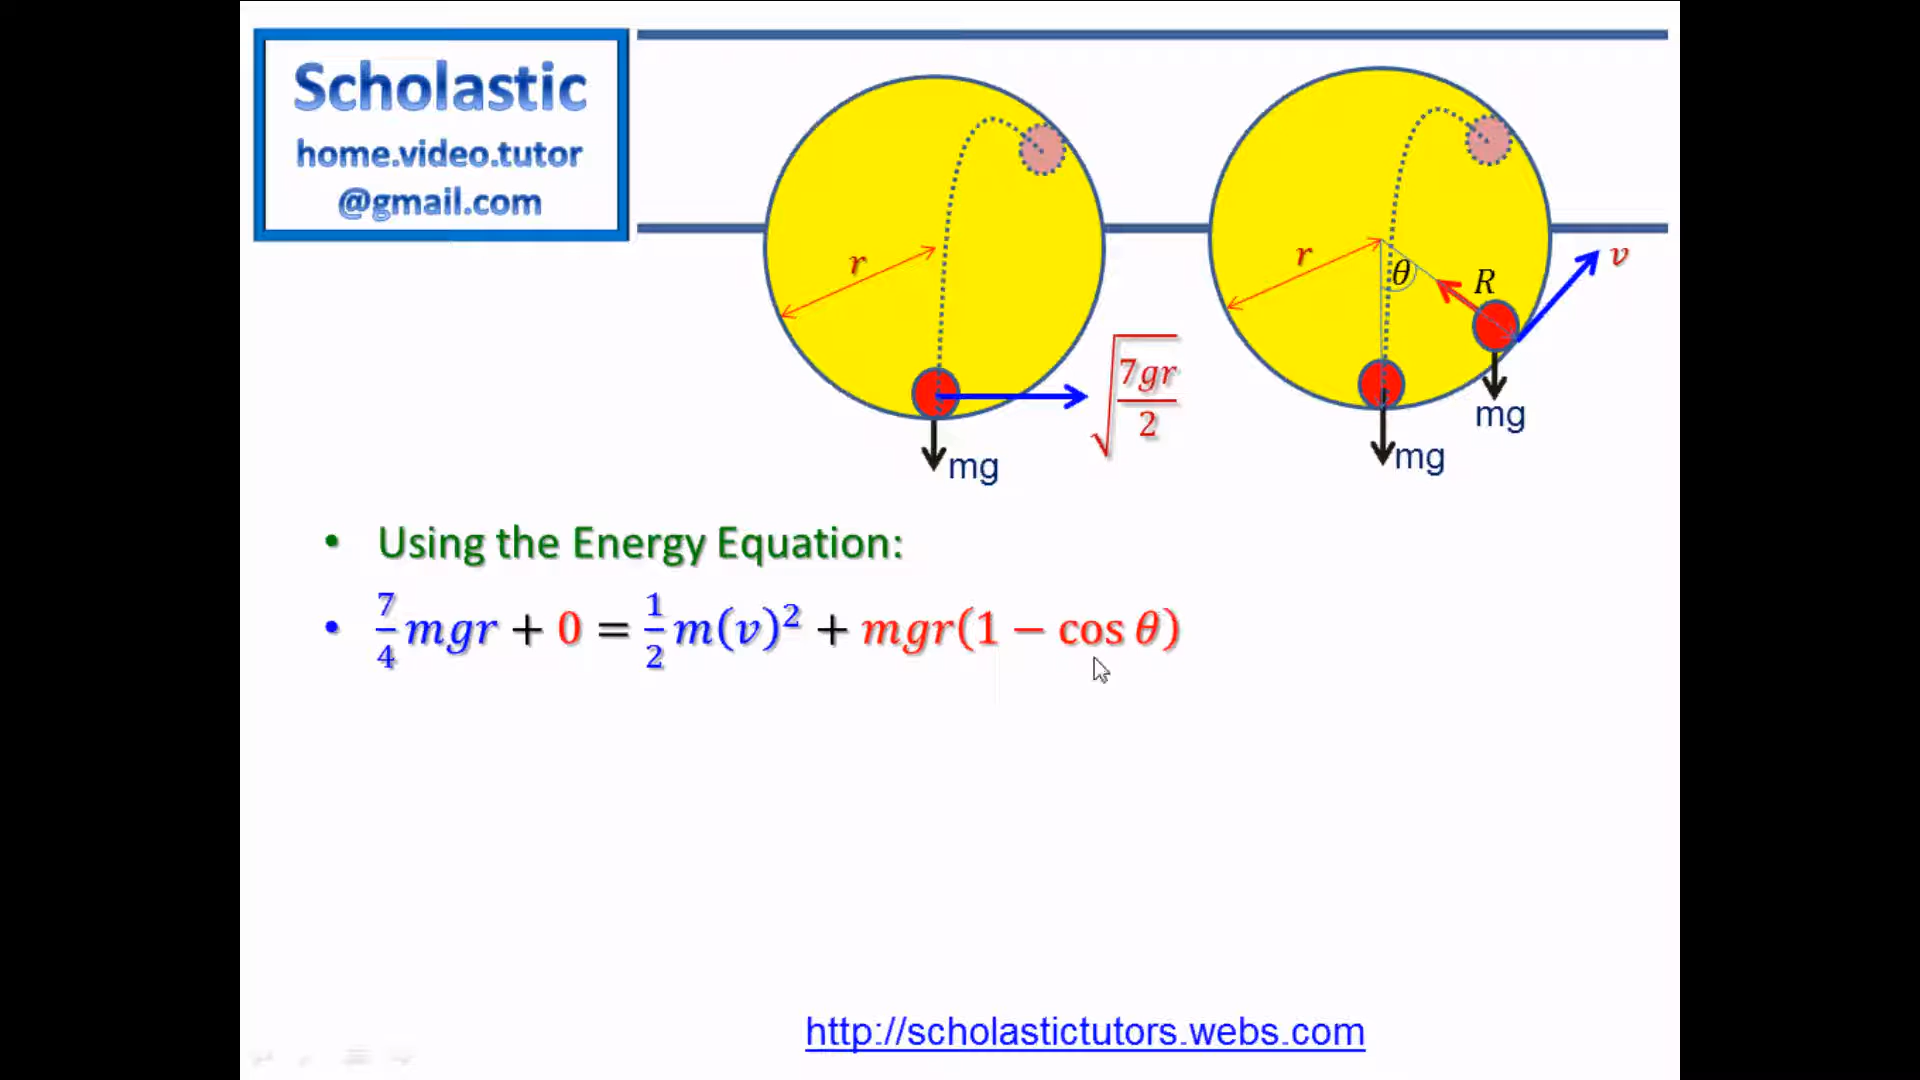 Scholastic
home.video.tutor
@gmail.com
r
√(7gr/2)
mg
r
θ
R
v
mg
mg
• Using the Energy Equation:
• 7/4 mgr + 0 = 1/2 m(v)² + mgr(1 − cos θ)
http://scholastictutors.webs.com